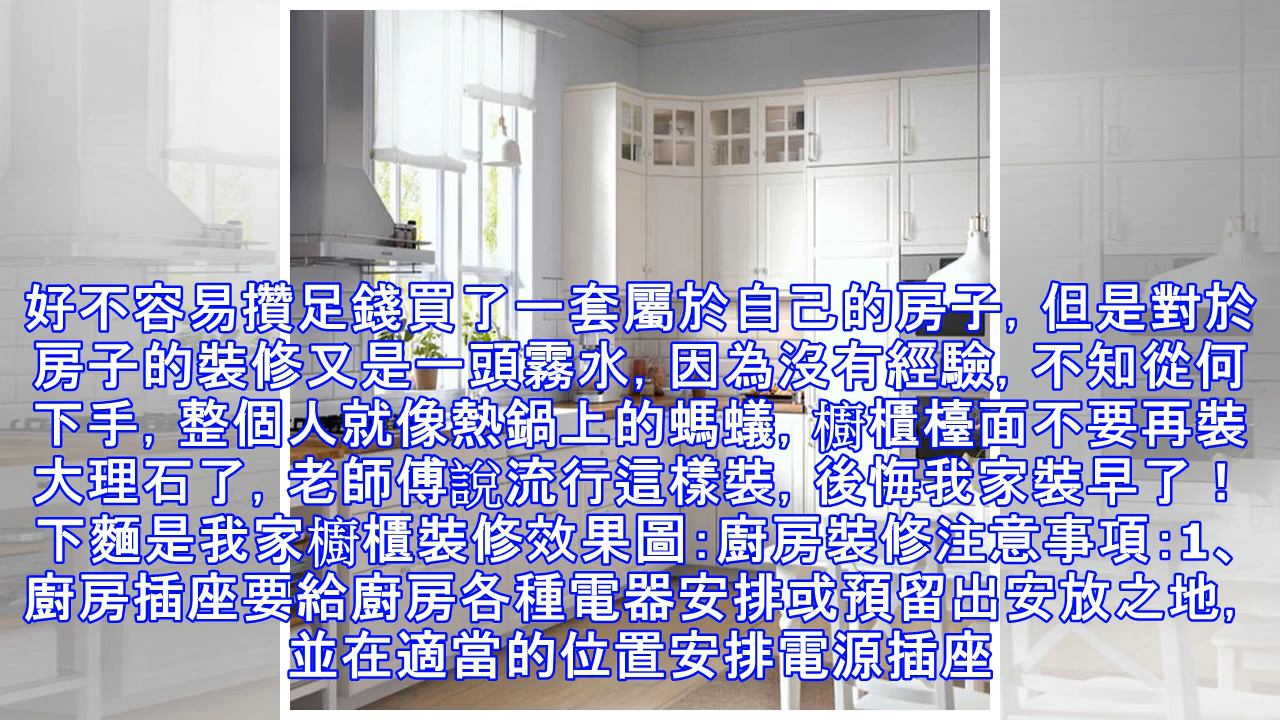 好不容易攢足錢買了一套屬於自己的房子, 但是對於
房子的裝修又是一頭霧水, 因為沒有經驗, 不知從何
下手, 整個人就像熱鍋上的螞蟻, 櫥櫃檯面不要再裝
大理石了, 老師傅說流行這樣裝, 後悔我家裝早了!
下麵是我家櫥櫃裝修效果圖:廚房裝修注意事項:1、
廚房插座要給廚房各種電器安排或預留出安放之地,
並在適當的位置安排電源插座